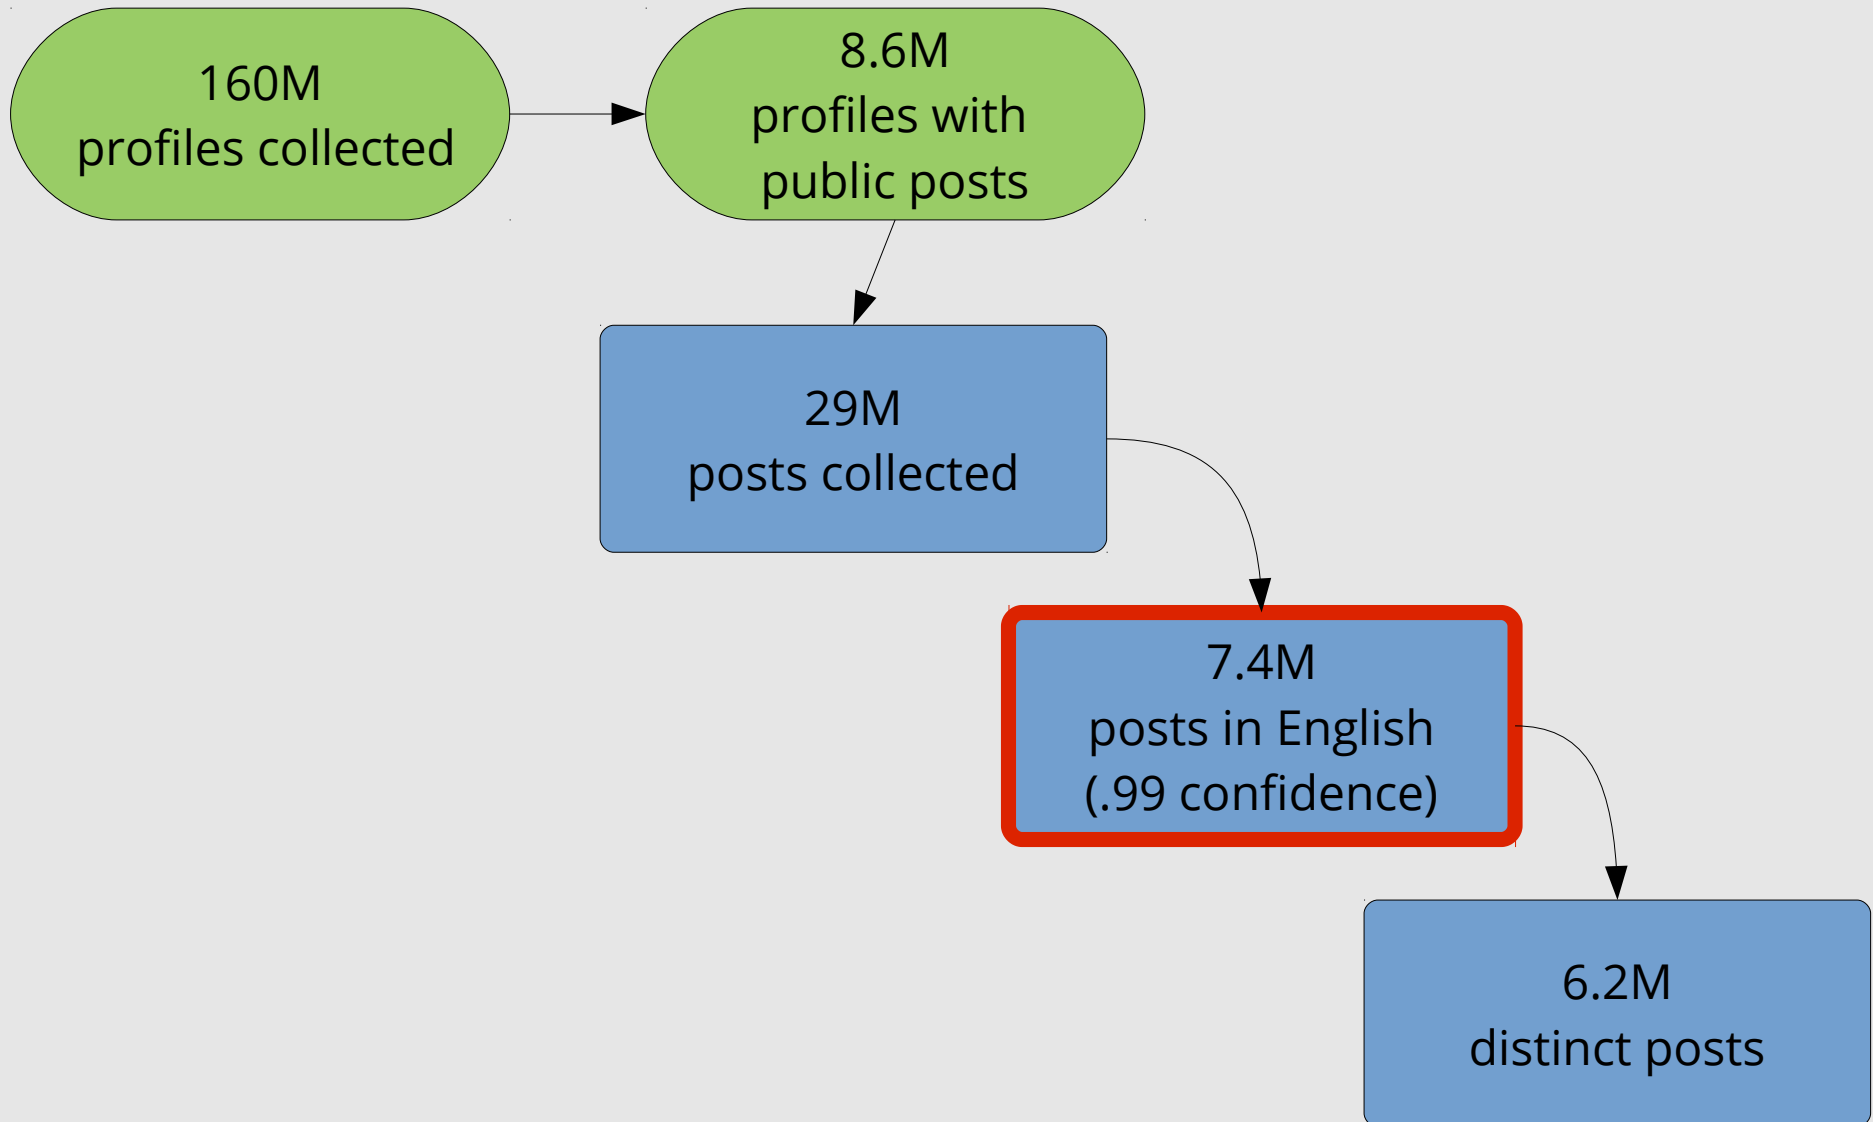 160M
profiles collected
8.6M
profiles with
public posts
29M
posts collected
7.4M
posts in English
(.99 confidence)
6.2M
distinct posts